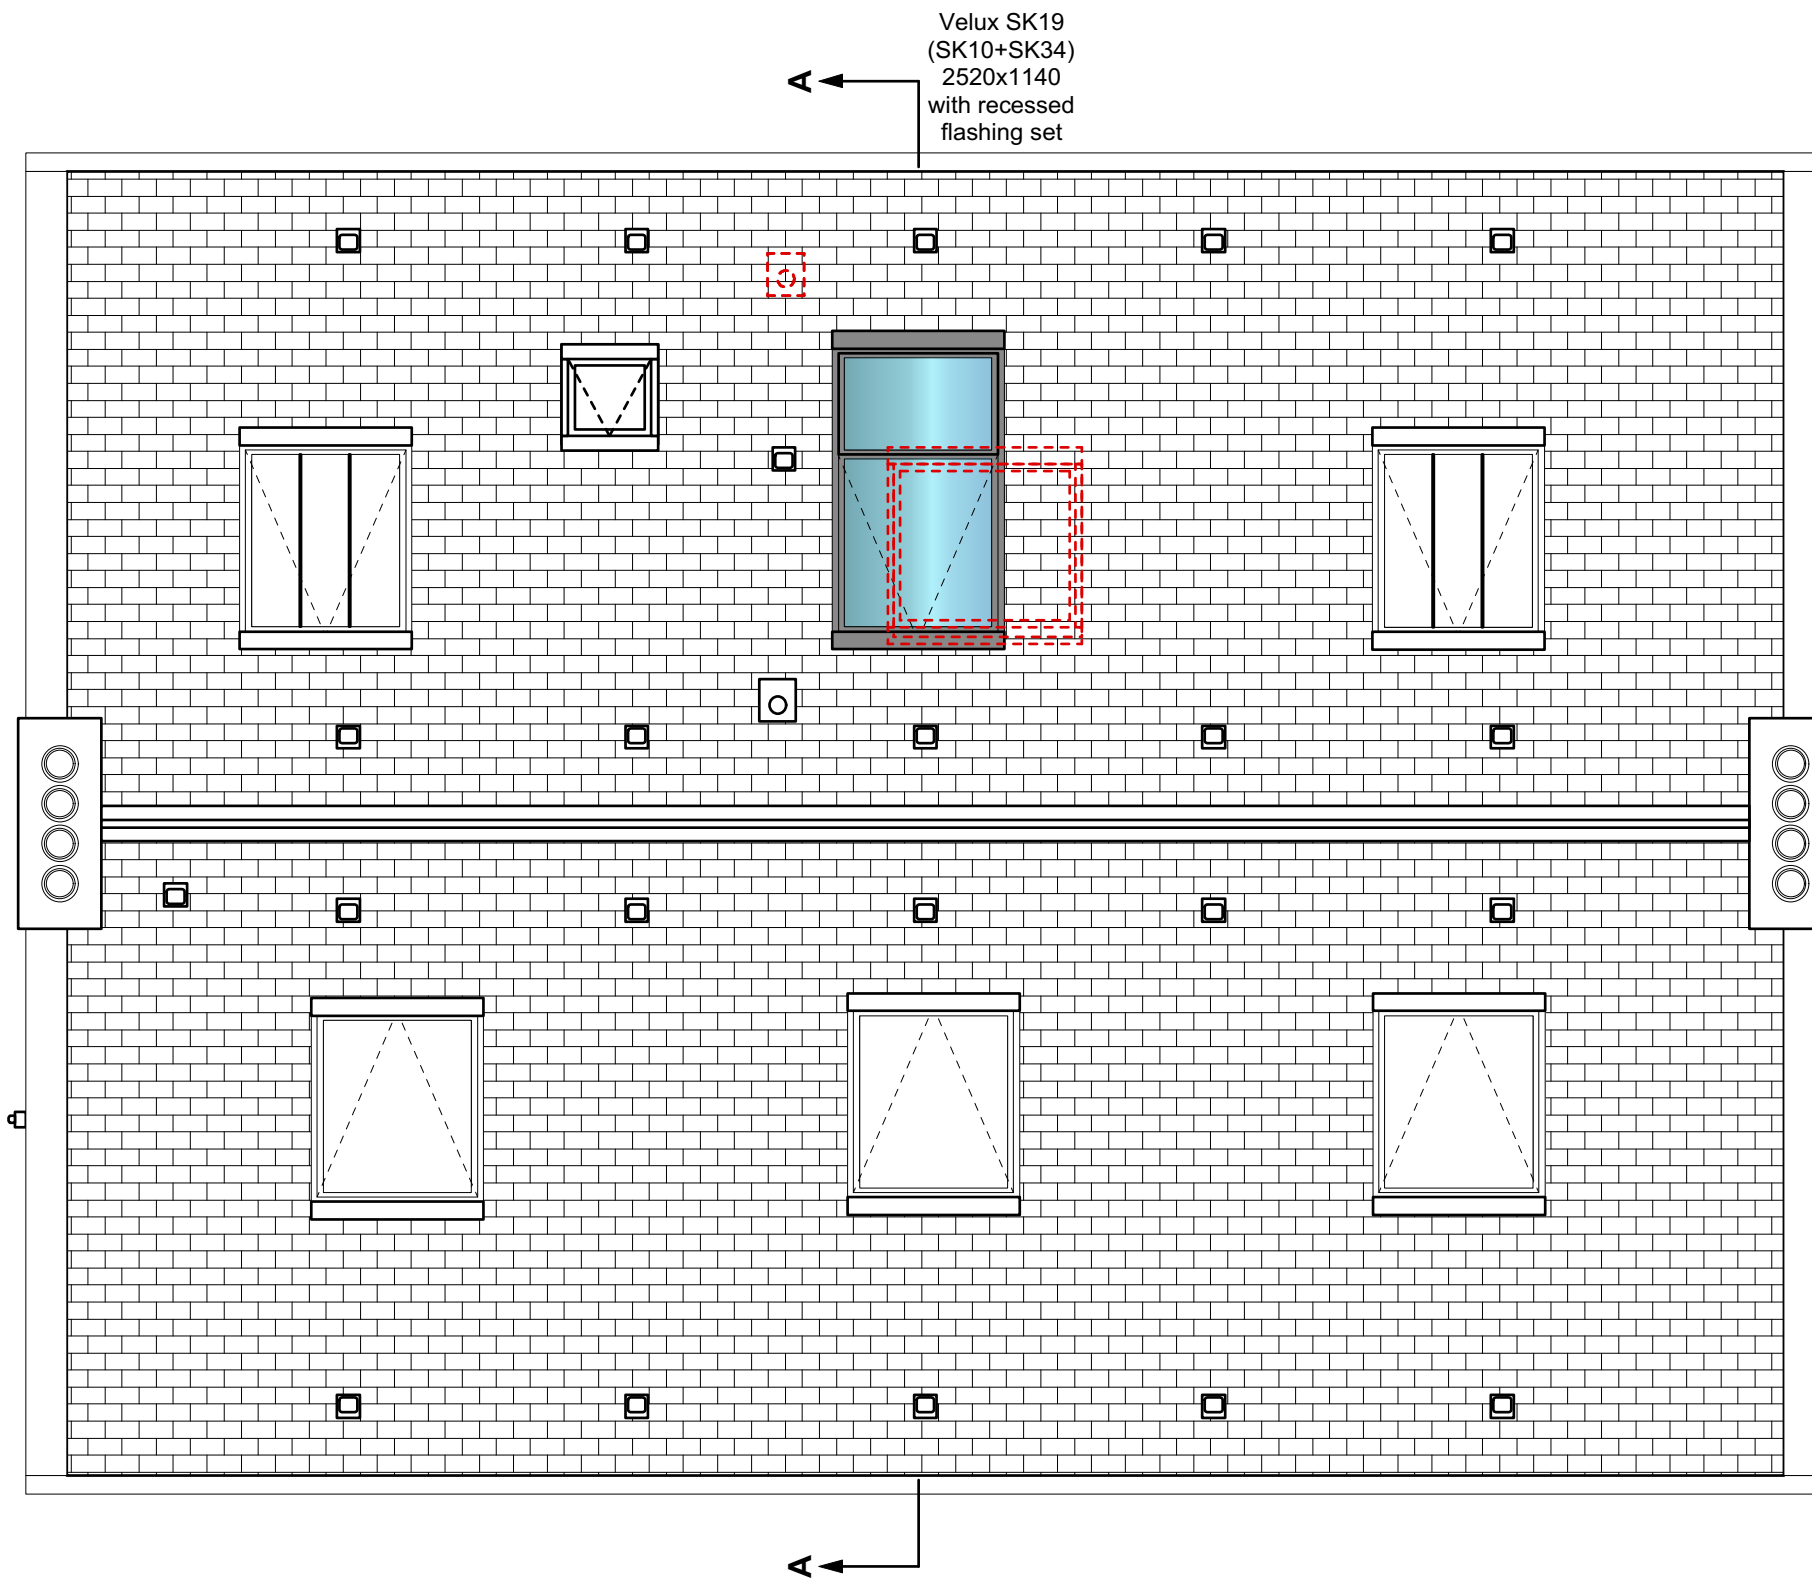 Velux SK19
(SK10+SK34)
2520x1140
with recessed
flashing set
A
A